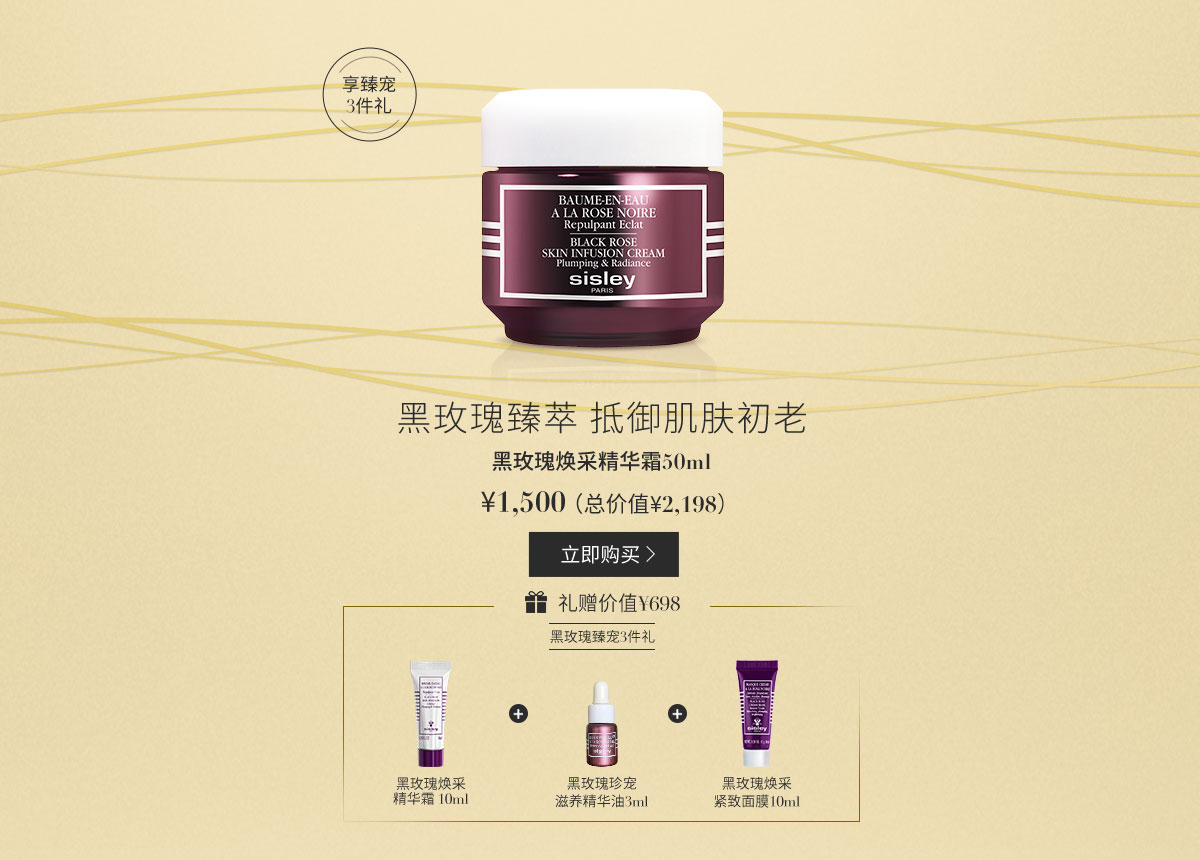 享臻宠
3件礼
BAUME-EN-EAU
A LA ROSE NOIRE
Repulpant Eclat
BLACK ROSE
SKIN INFUSION CREAM
Plumping & Radiance
sisley
PARIS
黑玫瑰臻萃 抵御肌肤初老
黑玫瑰焕采精华霜50ml
¥1,500（总价值¥2,198）
立即购买
礼赠价值¥698
黑玫瑰臻宠3件礼
sisley
sisley
sisley
黑玫瑰焕采
精华霜 10ml
黑玫瑰珍宠
滋养精华油3ml
黑玫瑰焕采
紧致面膜10ml